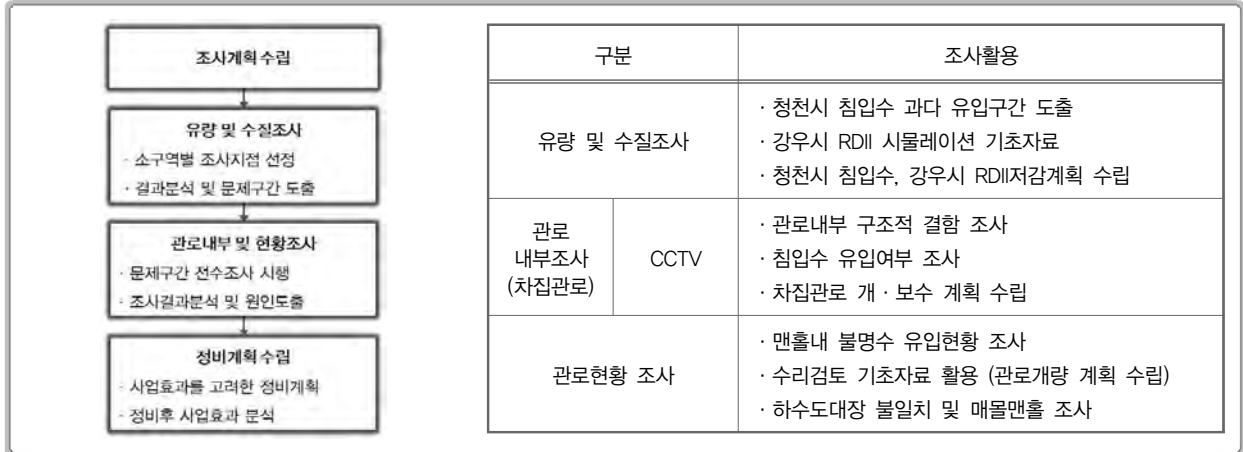 조사계획 수립
유량 및 수질조사
· 소구역별 조사지점 선정
· 결과분석 및 문제구간 도출
관로내부 및 현황조사
· 문제구간 전수조사 시행
· 조사결과분석 및 원인도출
정비계획 수립
· 사업효과를 고려한 정비계획
· 정비후 사업효과 분석
구분 조사활용
유량 및 수질조사
· 청천시 침입수 과다 유입구간 도출
· 강우시 RDII 시물레이션 기초자료
· 청천시 침입수, 강우시 RDII저감계획 수립
관로
내부조사
(차집관로)
CCTV
· 관로내부 구조적 결함 조사
· 침입수 유입여부 조사
· 차집관로 개 · 보수 계획 수립
관로현황 조사
· 맨홀내 불명수 유입현황 조사
· 수리검토 기초자료 활용 (관로개량 계획 수립)
· 하수도대장 불일치 및 매몰맨홀 조사